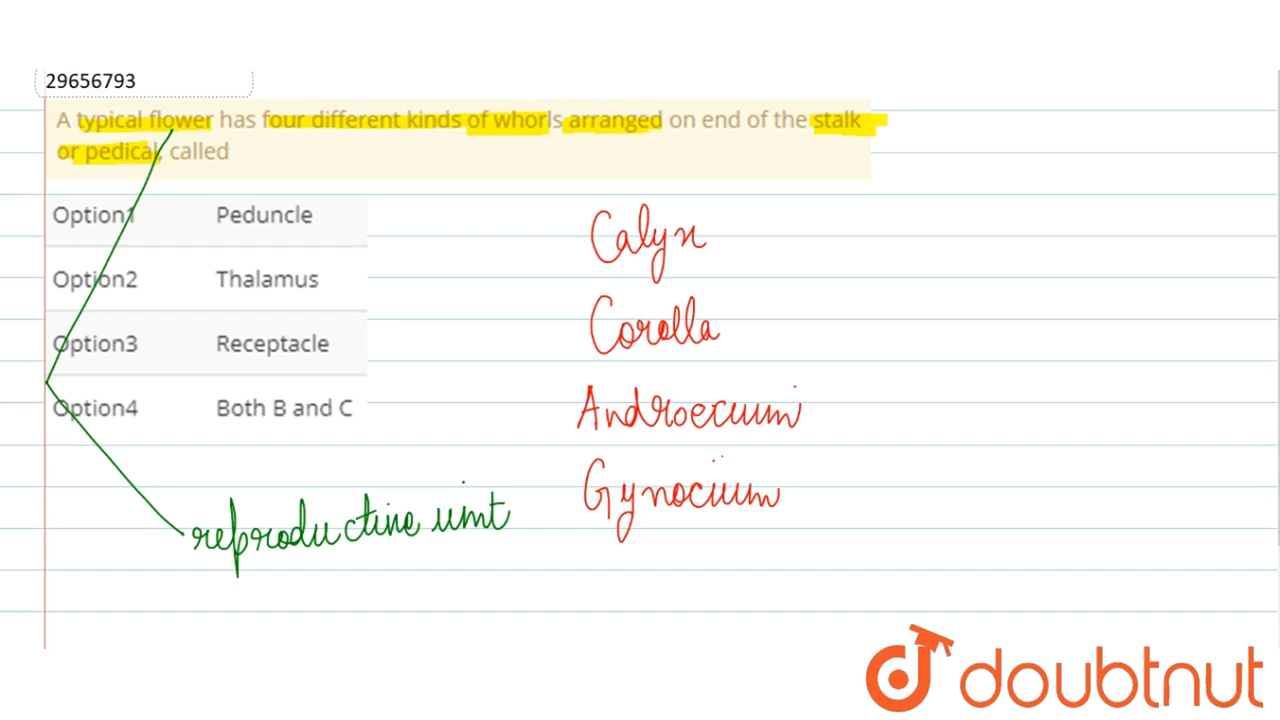 29656793
A typical flower has four different kinds of whorls arranged on end of the stalk
or pedical, called
Option1 Peduncle
Option2 Thalamus
Option3 Receptacle
Option4 Both B and C
Calyx
Corolla
Androecium
Gynocium
reproductive unit
doubtnut